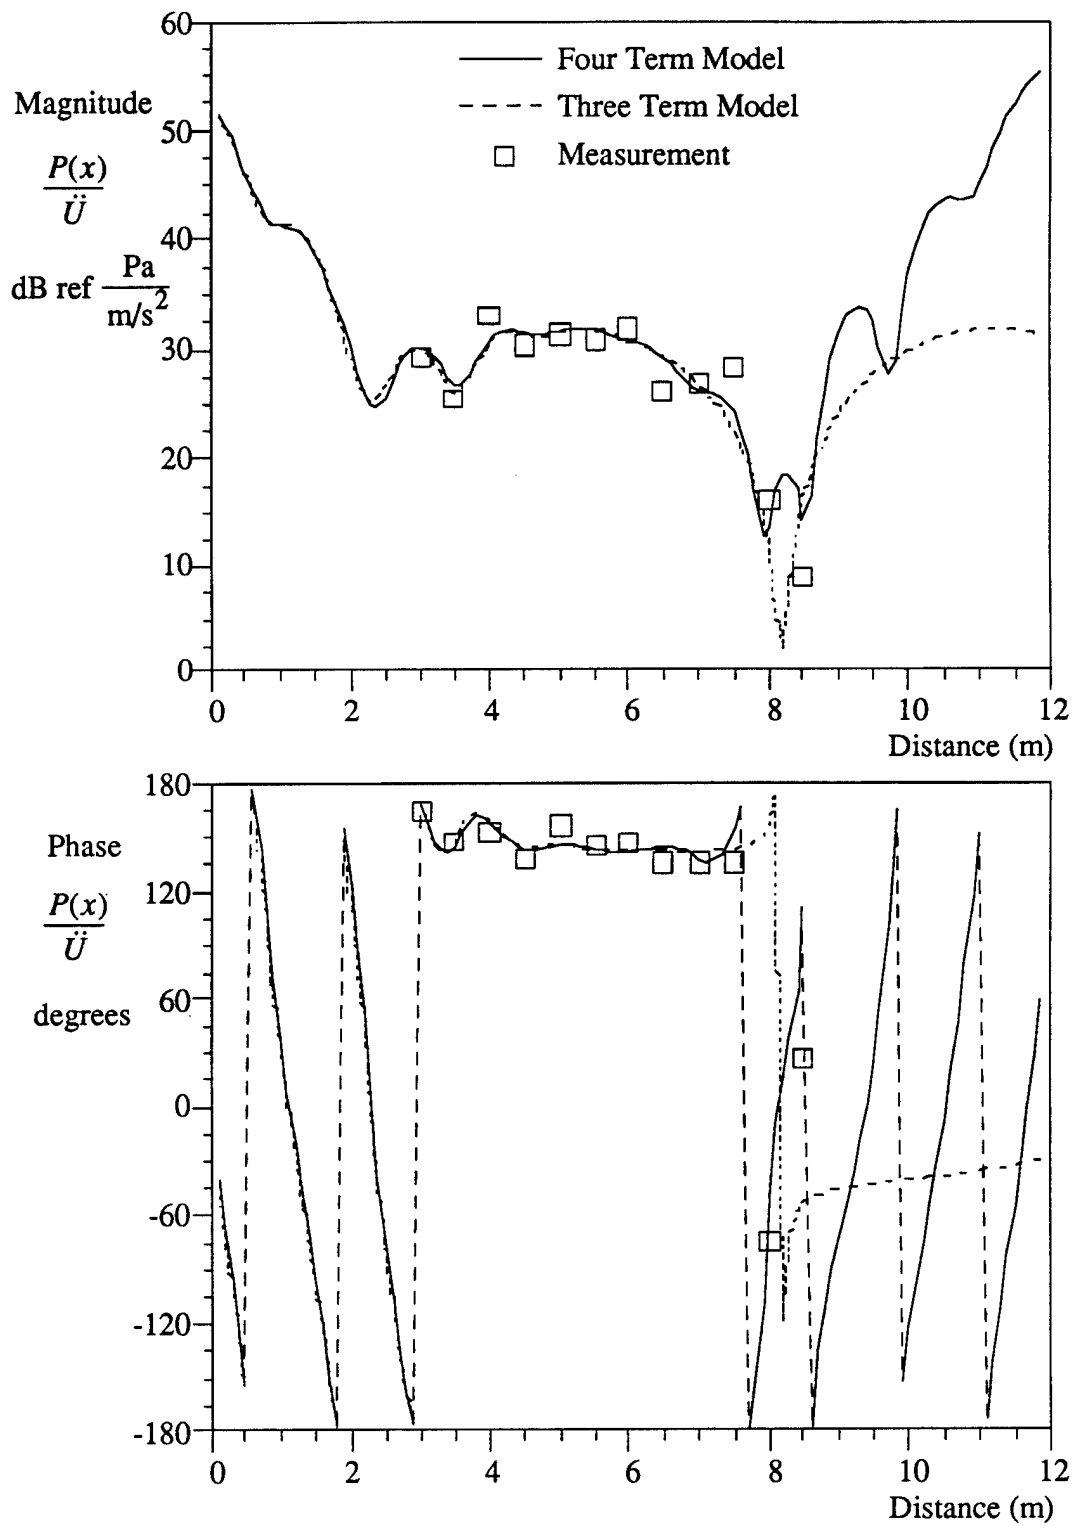 60
50
40
30
20
10
0
Magnitude
P(x)
Ü
dB ref Pa
m/s²
Four Term Model
Three Term Model
Measurement
0 2 4 6 8 10 12
Distance (m)
180
120
60
0
-60
-120
-180
Phase
P(x)
Ü
degrees
0 2 4 6 8 10 12
Distance (m)